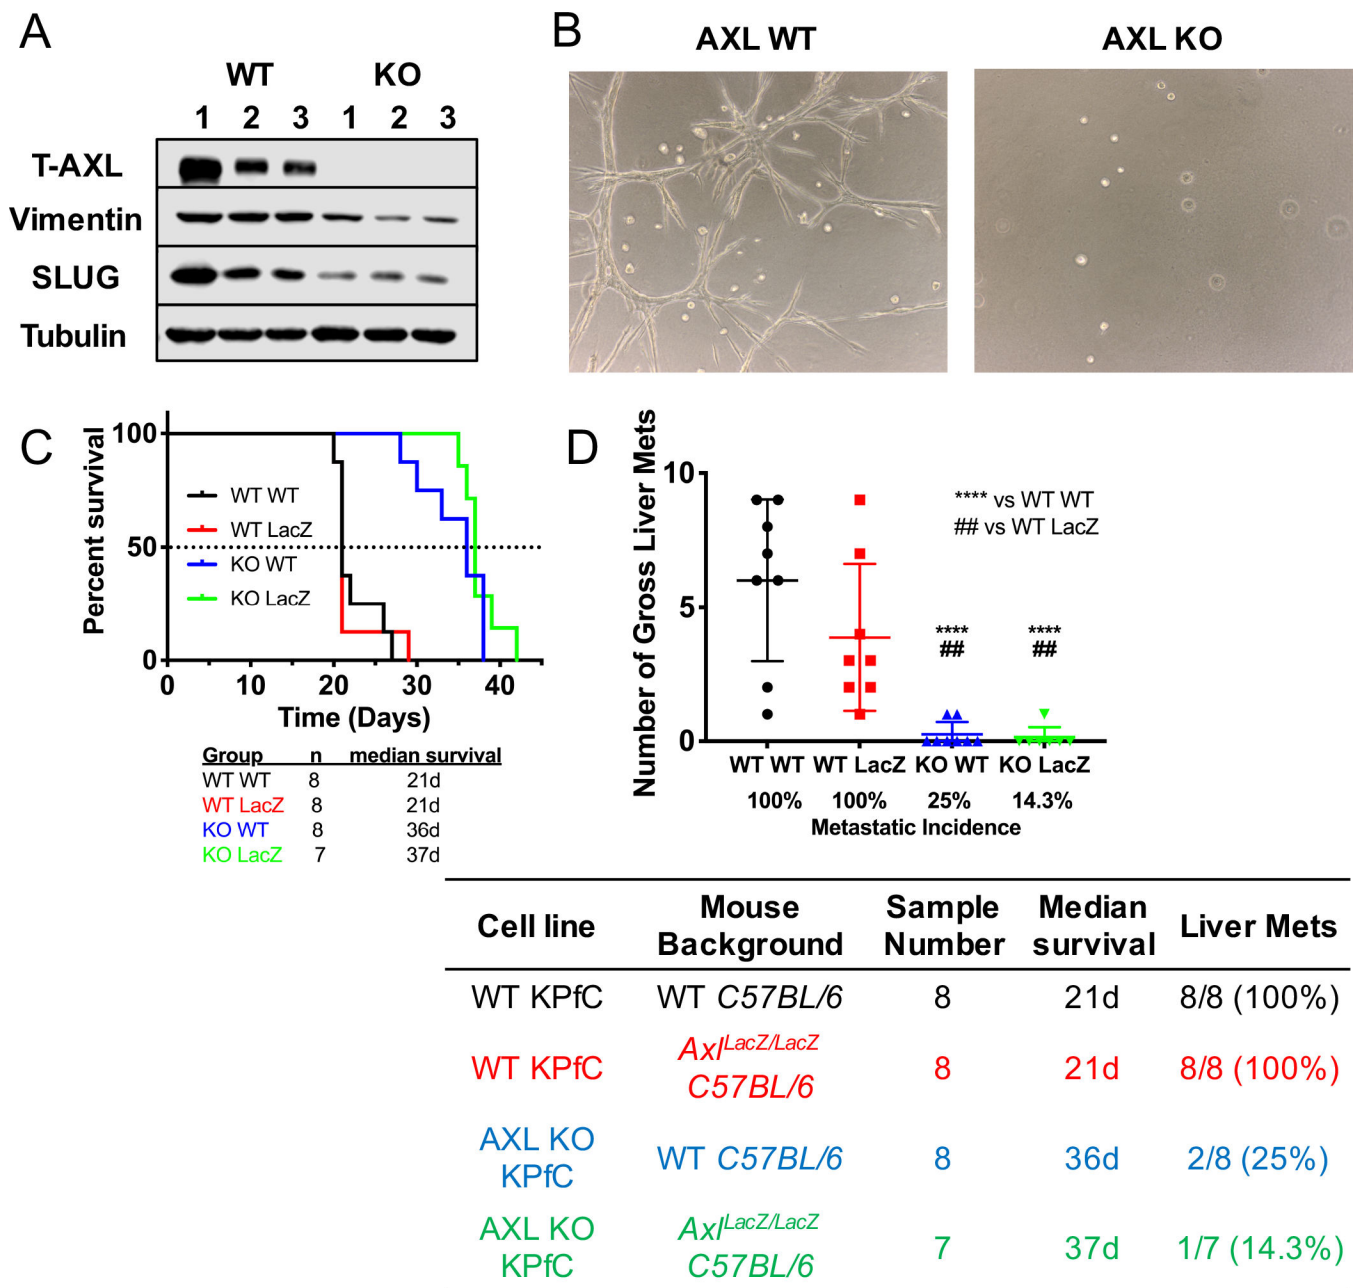 A
WT KO
1 2 3 1 2 3
T-AXL
Vimentin
SLUG
Tubulin
B
AXL WT
AXL KO
C
Percent survival
100
50
0
WT WT
WT LacZ
KO WT
KO LacZ
0 10 20 30 40
Time (Days)
Group n median survival
WT WT 8 21d
WT LacZ 8 21d
KO WT 8 36d
KO LacZ 7 37d
D
Number of Gross Liver Mets
10
5
0
**** vs WT WT
## vs WT LacZ
**** ****
## ##
WT WT WT LacZ KO WT KO LacZ
100% 100% 25% 14.3%
Metastatic Incidence
Cell line Mouse Background Sample Number Median survival Liver Mets
WT KPfC WT C57BL/6 8 21d 8/8 (100%)
WT KPfC Axl^LacZ/LacZ C57BL/6 8 21d 8/8 (100%)
AXL KO KPfC WT C57BL/6 8 36d 2/8 (25%)
AXL KO KPfC Axl^LacZ/LacZ C57BL/6 7 37d 1/7 (14.3%)